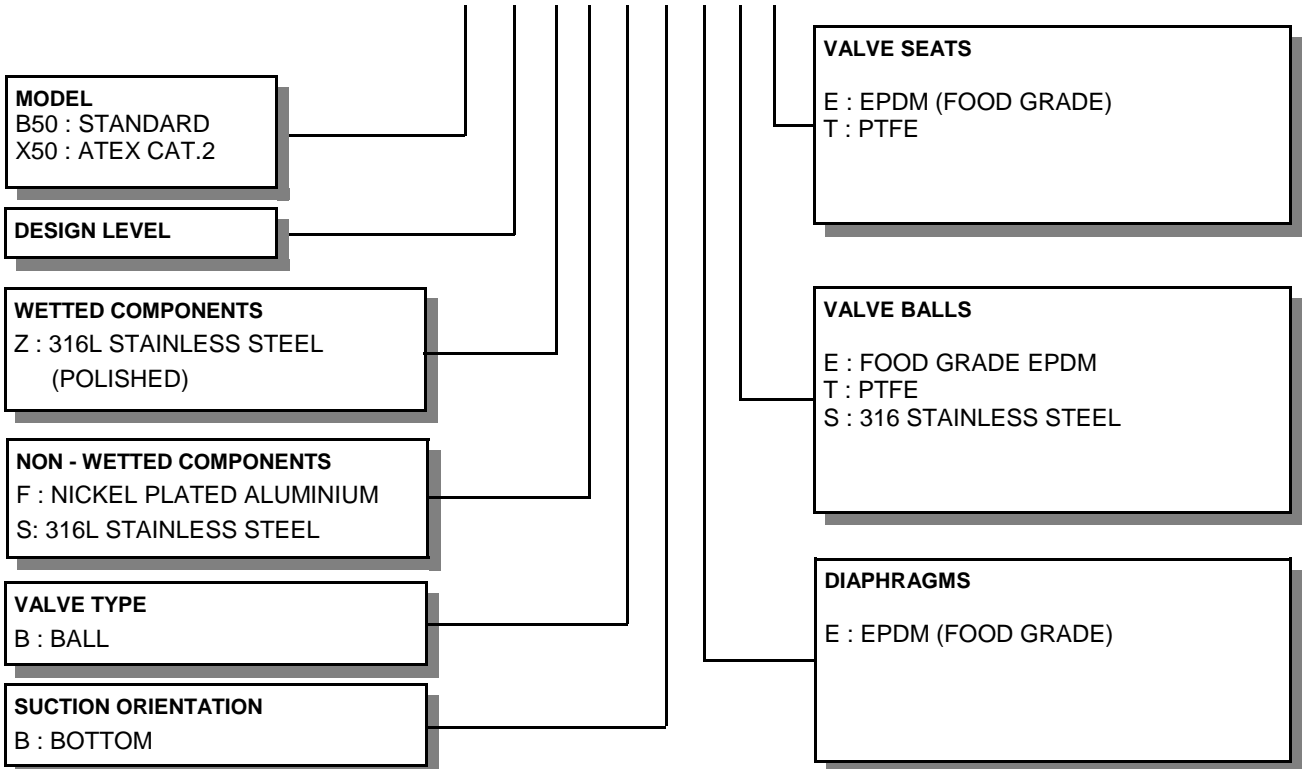 MODEL
B50 : STANDARD
X50 : ATEX CAT.2
DESIGN LEVEL
WETTED COMPONENTS
Z : 316L STAINLESS STEEL
(POLISHED)
NON - WETTED COMPONENTS
F : NICKEL PLATED ALUMINIUM
S: 316L STAINLESS STEEL
VALVE TYPE
B : BALL
SUCTION ORIENTATION
B : BOTTOM
VALVE SEATS
E : EPDM (FOOD GRADE)
T : PTFE
VALVE BALLS
E : FOOD GRADE EPDM
T : PTFE
S : 316 STAINLESS STEEL
DIAPHRAGMS
E : EPDM (FOOD GRADE)